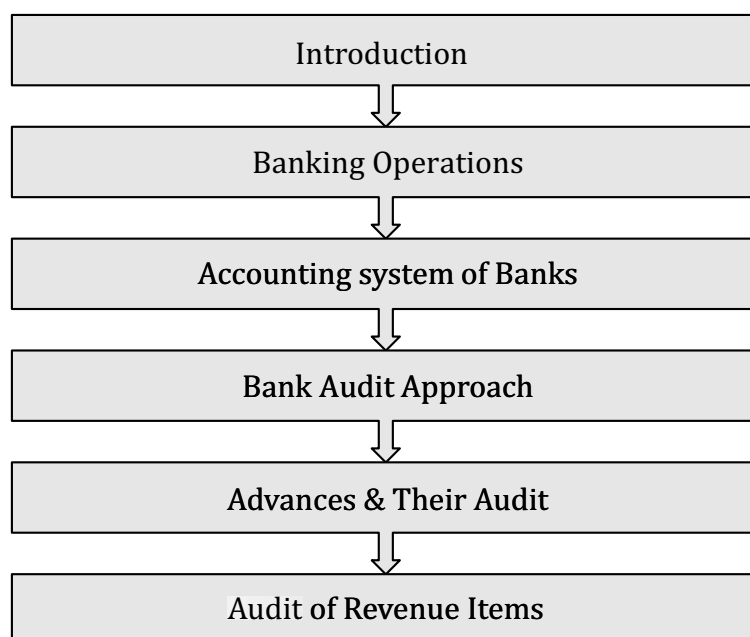 Introduction
Banking Operations
Accounting system of Banks
Bank Audit Approach
Advances & Their Audit
Audit of Revenue Items